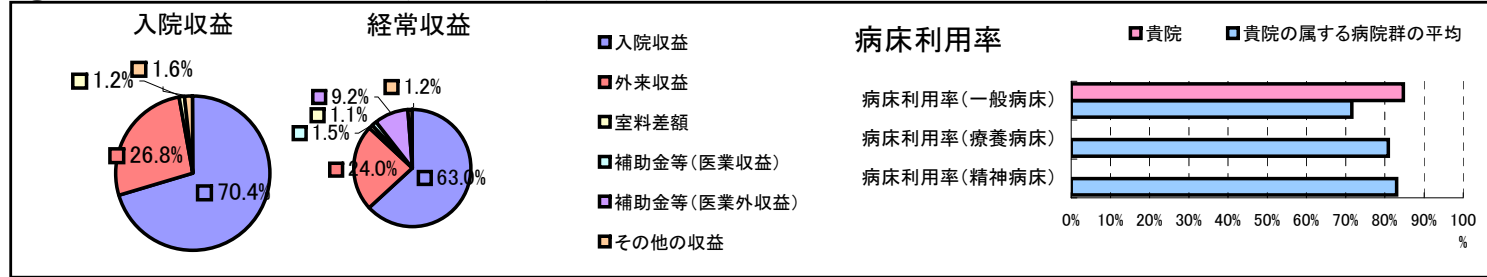 入院収益
1.2%
1.6%
26.8%
70.4%
経常収益
9.2%
1.2%
1.1%
1.5%
24.0%
63.0%
入院収益
外来収益
室料差額
補助金等(医業収益)
補助金等(医業外収益)
その他の収益
病床利用率
貴院 貴院の属する病院群の平均
病床利用率(一般病床)
病床利用率(療養病床)
病床利用率(精神病床)
0% 10% 20% 30% 40% 50% 60% 70% 80% 90% 100
%